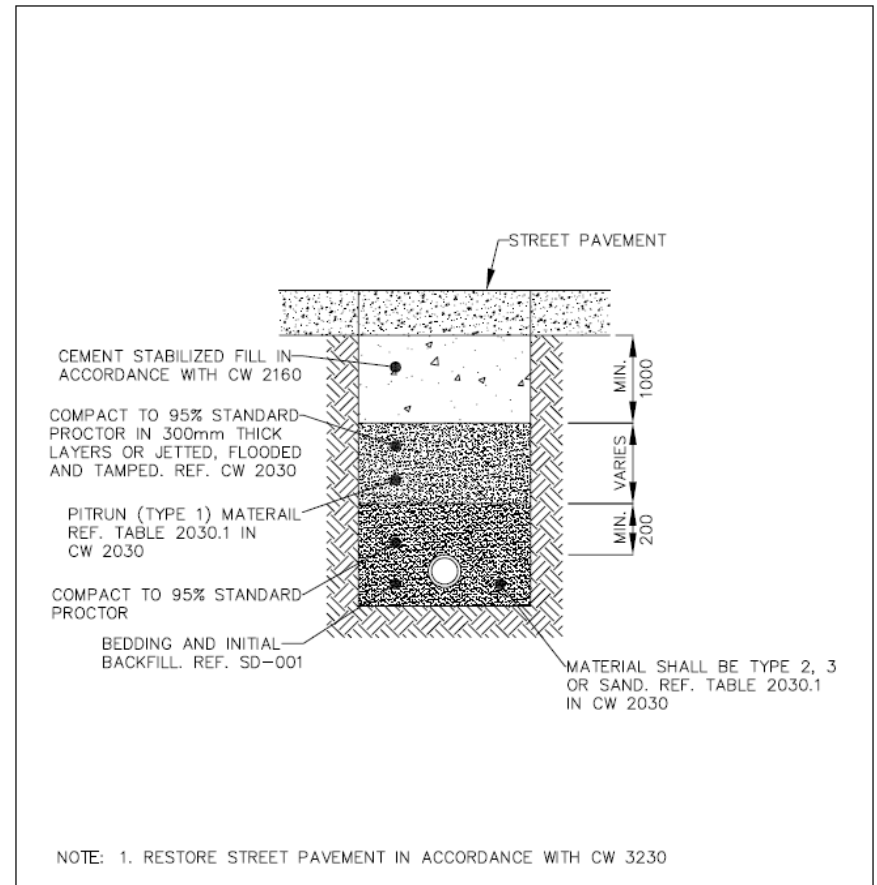 STREET PAVEMENT
CEMENT STABILIZED FILL IN
ACCORDANCE WITH CW 2160
MIN.
1000
COMPACT TO 95% STANDARD
PROCTOR IN 300mm THICK
LAYERS OR JETTED, FLOODED
AND TAMPED. REF. CW 2030
VARIES
PITRUN (TYPE 1) MATERAIL
REF. TABLE 2030.1 IN
CW 2030
MIN.
200
COMPACT TO 95% STANDARD
PROCTOR
BEDDING AND INITIAL
BACKFILL. REF. SD-001
MATERIAL SHALL BE TYPE 2, 3
OR SAND. REF. TABLE 2030.1
IN CW 2030
NOTE: 1. RESTORE STREET PAVEMENT IN ACCORDANCE WITH CW 3230